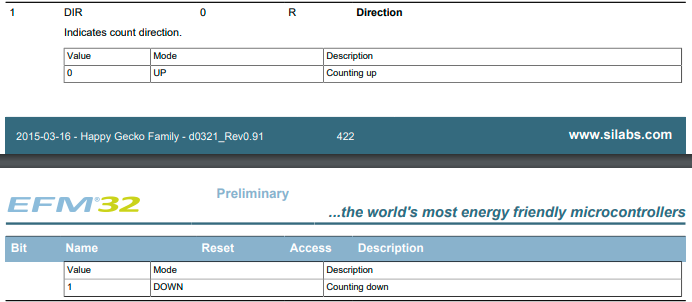 1 DIR 0 R Direction
Indicates count direction.
Value Mode Description
0 UP Counting up
2015-03-16 - Happy Gecko Family - d0321_Rev0.91 422 www.silabs.com
EFM®32 Preliminary
...the world's most energy friendly microcontrollers
Bit Name Reset Access Description
Value Mode Description
1 DOWN Counting down